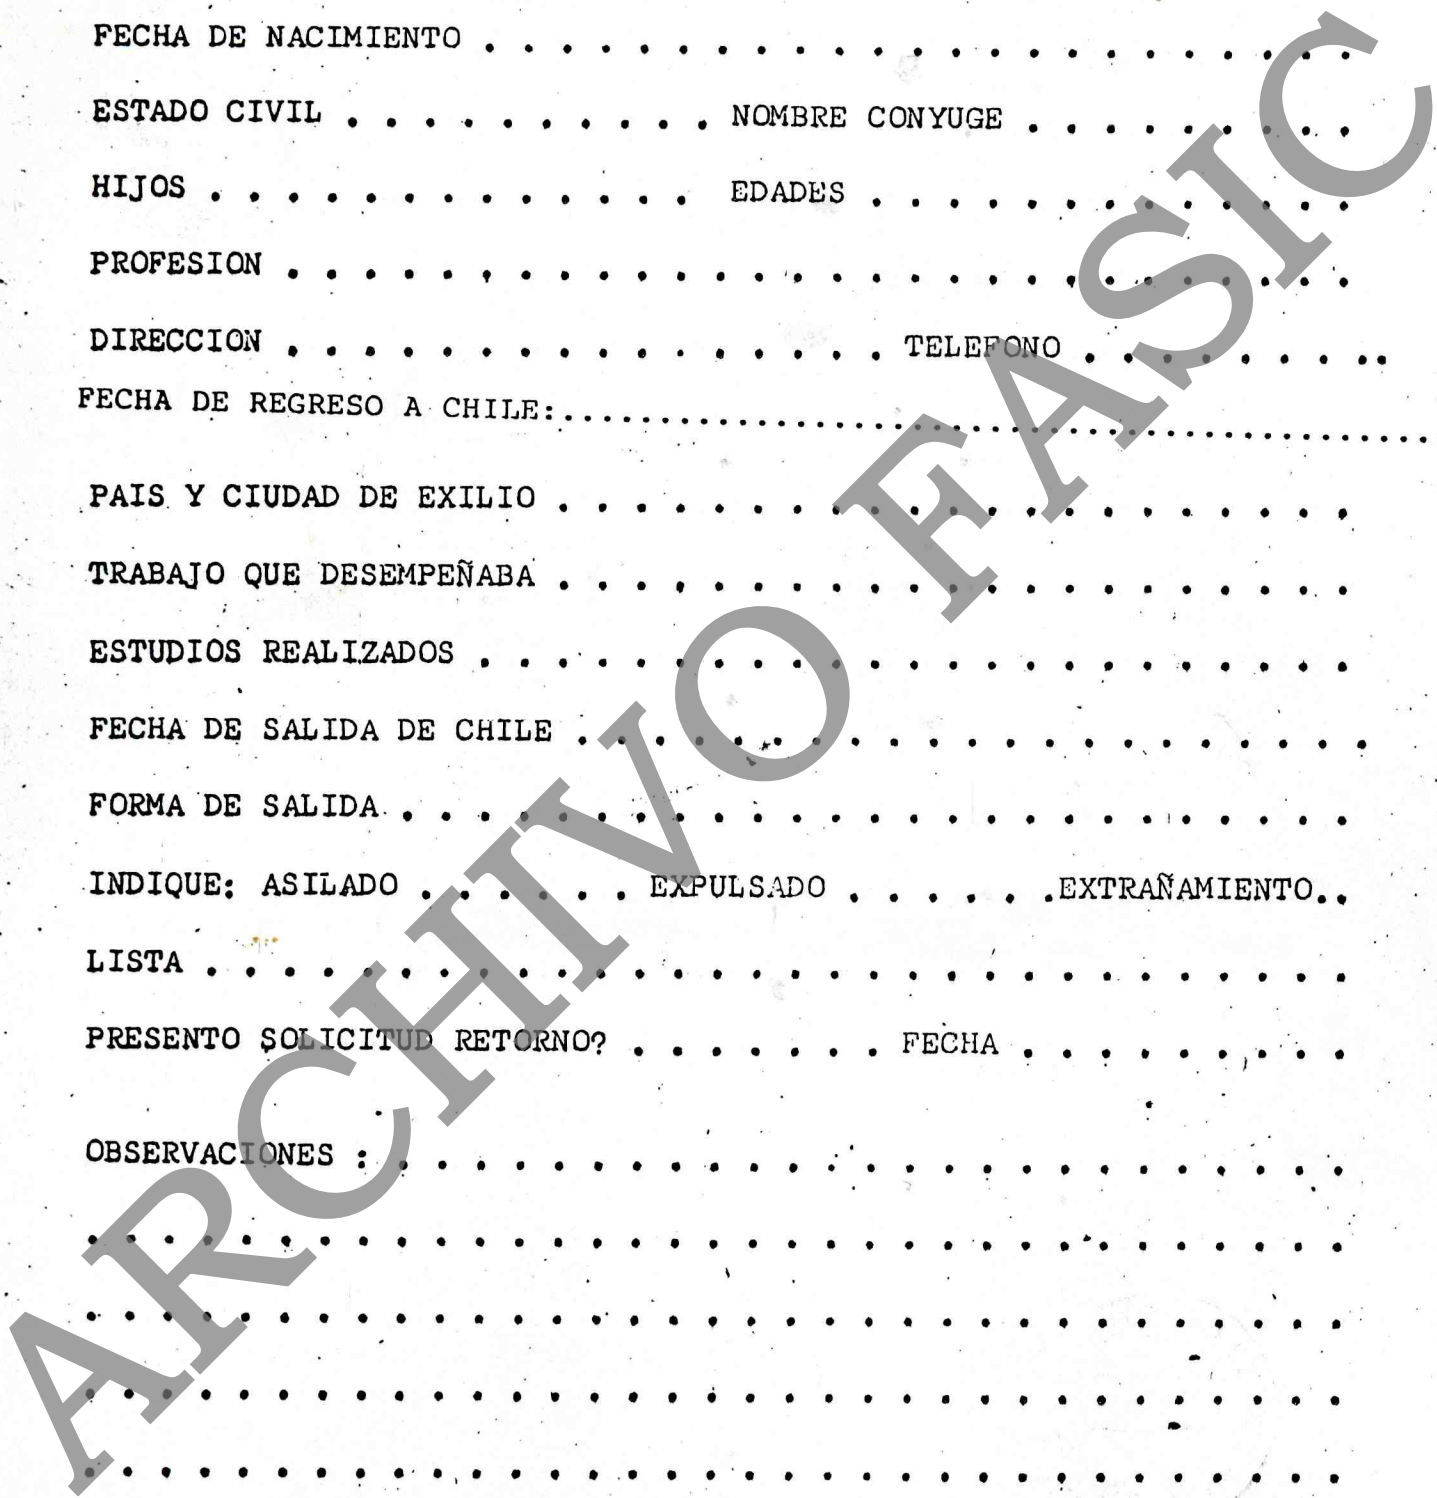 FECHA DE NACIMIENTO . . . . . . . . . . . . . . . . . . . . . . .
ESTADO CIVIL . . . . . . . . . . NOMBRE CONYUGE . . . . . . . . .
HIJOS . . . . . . . . . . . . . EDADES . . . . . . . . . . . . .
PROFESION . . . . . . . . . . . . . . . . . . . . . . . . . . . .
DIRECCION . . . . . . . . . . . . . . . . TELEFONO . . . . . . . . .
FECHA DE REGRESO A CHILE:.............................................
PAIS Y CIUDAD DE EXILIO . . . . . . . . . . . . . . . . . . . . .
TRABAJO QUE DESEMPEÑABA . . . . . . . . . . . . . . . . . . . . .
ESTUDIOS REALIZADOS . . . . . . . . . . . . . . . . . . . . . . .
FECHA DE SALIDA DE CHILE . . . . . . . . . . . . . . . . . . . . .
FORMA DE SALIDA . . . . . . . . . . . . . . . . . . . . . . . . .
INDIQUE: ASILADO . . . . . . EXPULSADO . . . . . .EXTRAÑAMIENTO..
LISTA . . . . . . . . . . . . . . . . . . . . . . . . . . . . . .
PRESENTO SOLICITUD RETORNO? . . . . . . . FECHA . . . . . . . . .
OBSERVACIONES : . . . . . . . . . . . . . . . . . . . . . . . . .
. . . . . . . . . . . . . . . . . . . . . . . . . . . . . . . . .
. . . . . . . . . . . . . . . . . . . . . . . . . . . . . . . . .
. . . . . . . . . . . . . . . . . . . . . . . . . . . . . . . . .
. . . . . . . . . . . . . . . . . . . . . . . . . . . . . . . . .
ARCHIVO FASIC